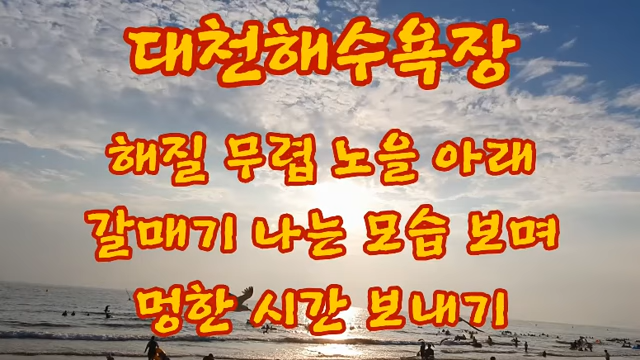 대천해수욕장
해질 무렵 노을 아래
갈매기 나는 모습 보며
멍한 시간 보내기